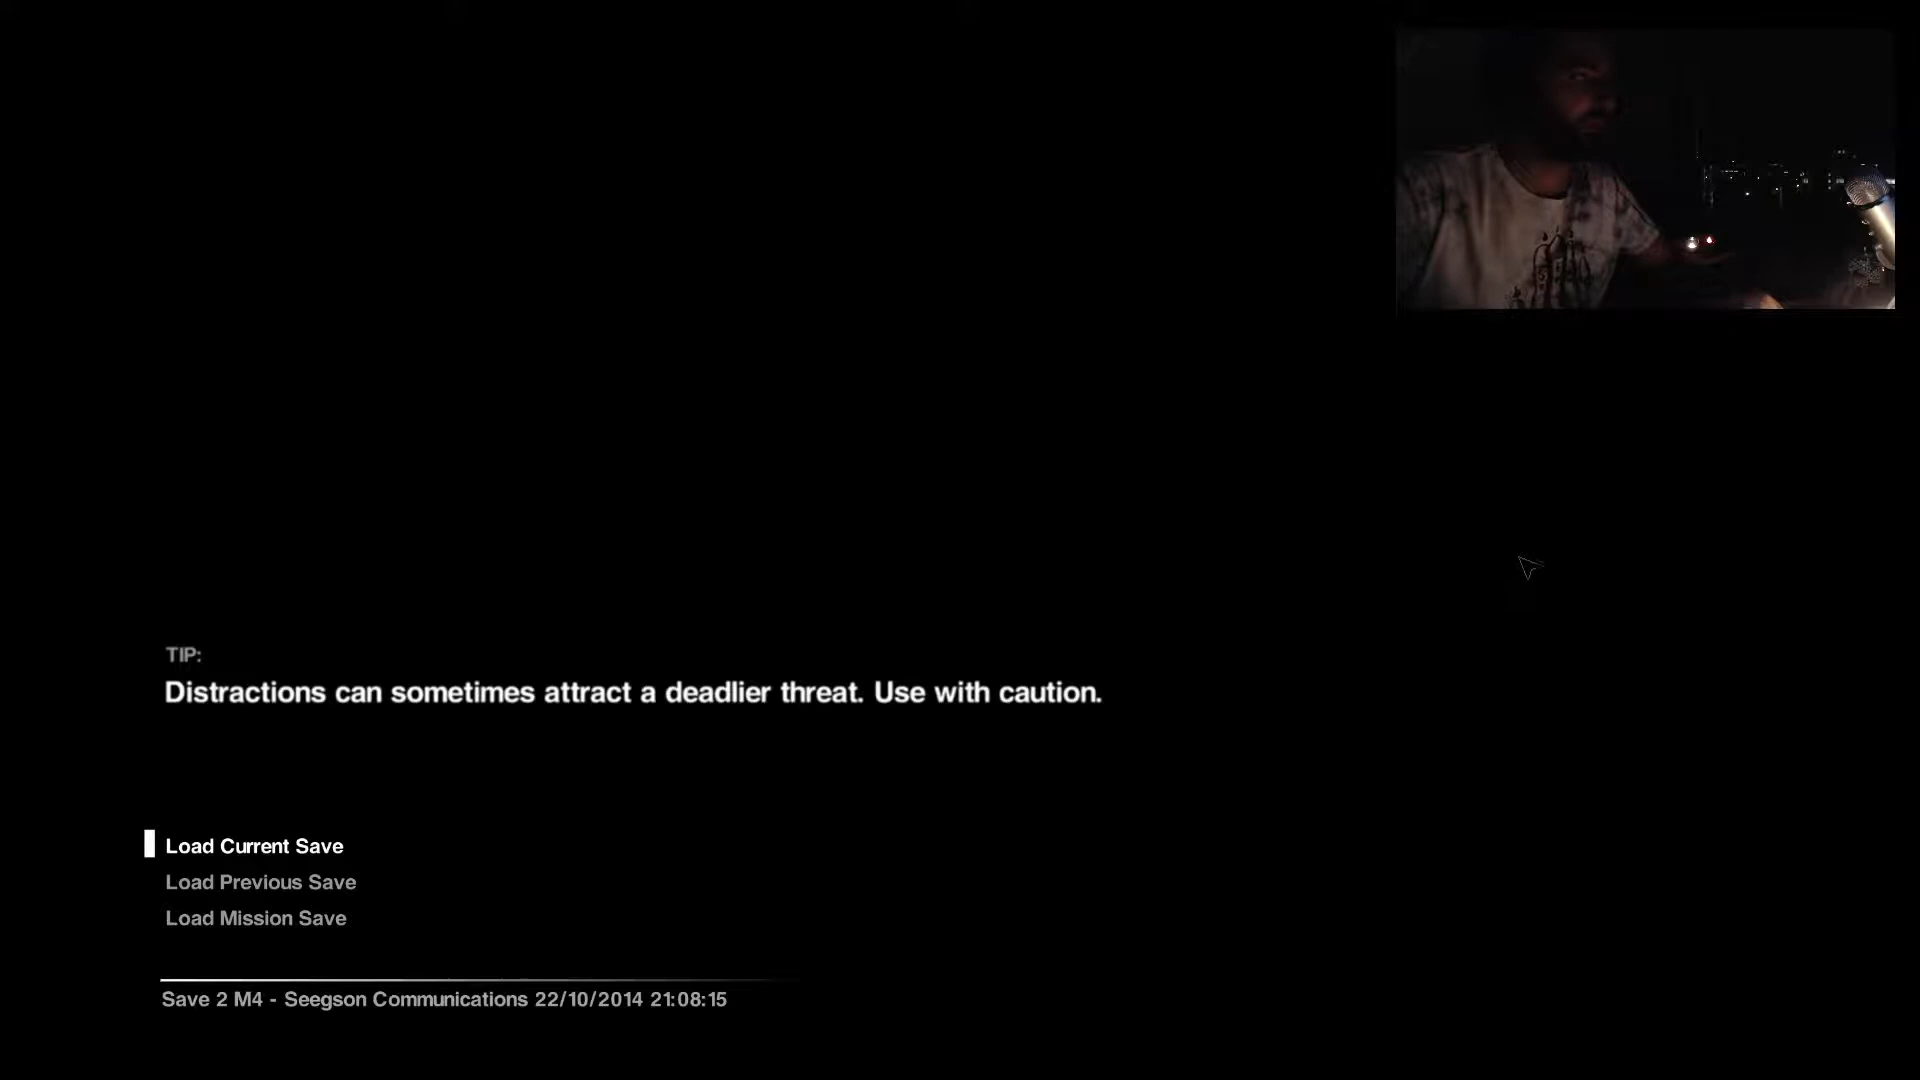 TIP:
Distractions can sometimes attract a deadlier threat. Use with caution.
Load Current Save
Load Previous Save
Load Mission Save
Save 2 M4 - Seegson Communications 22/10/2014 21:08:15